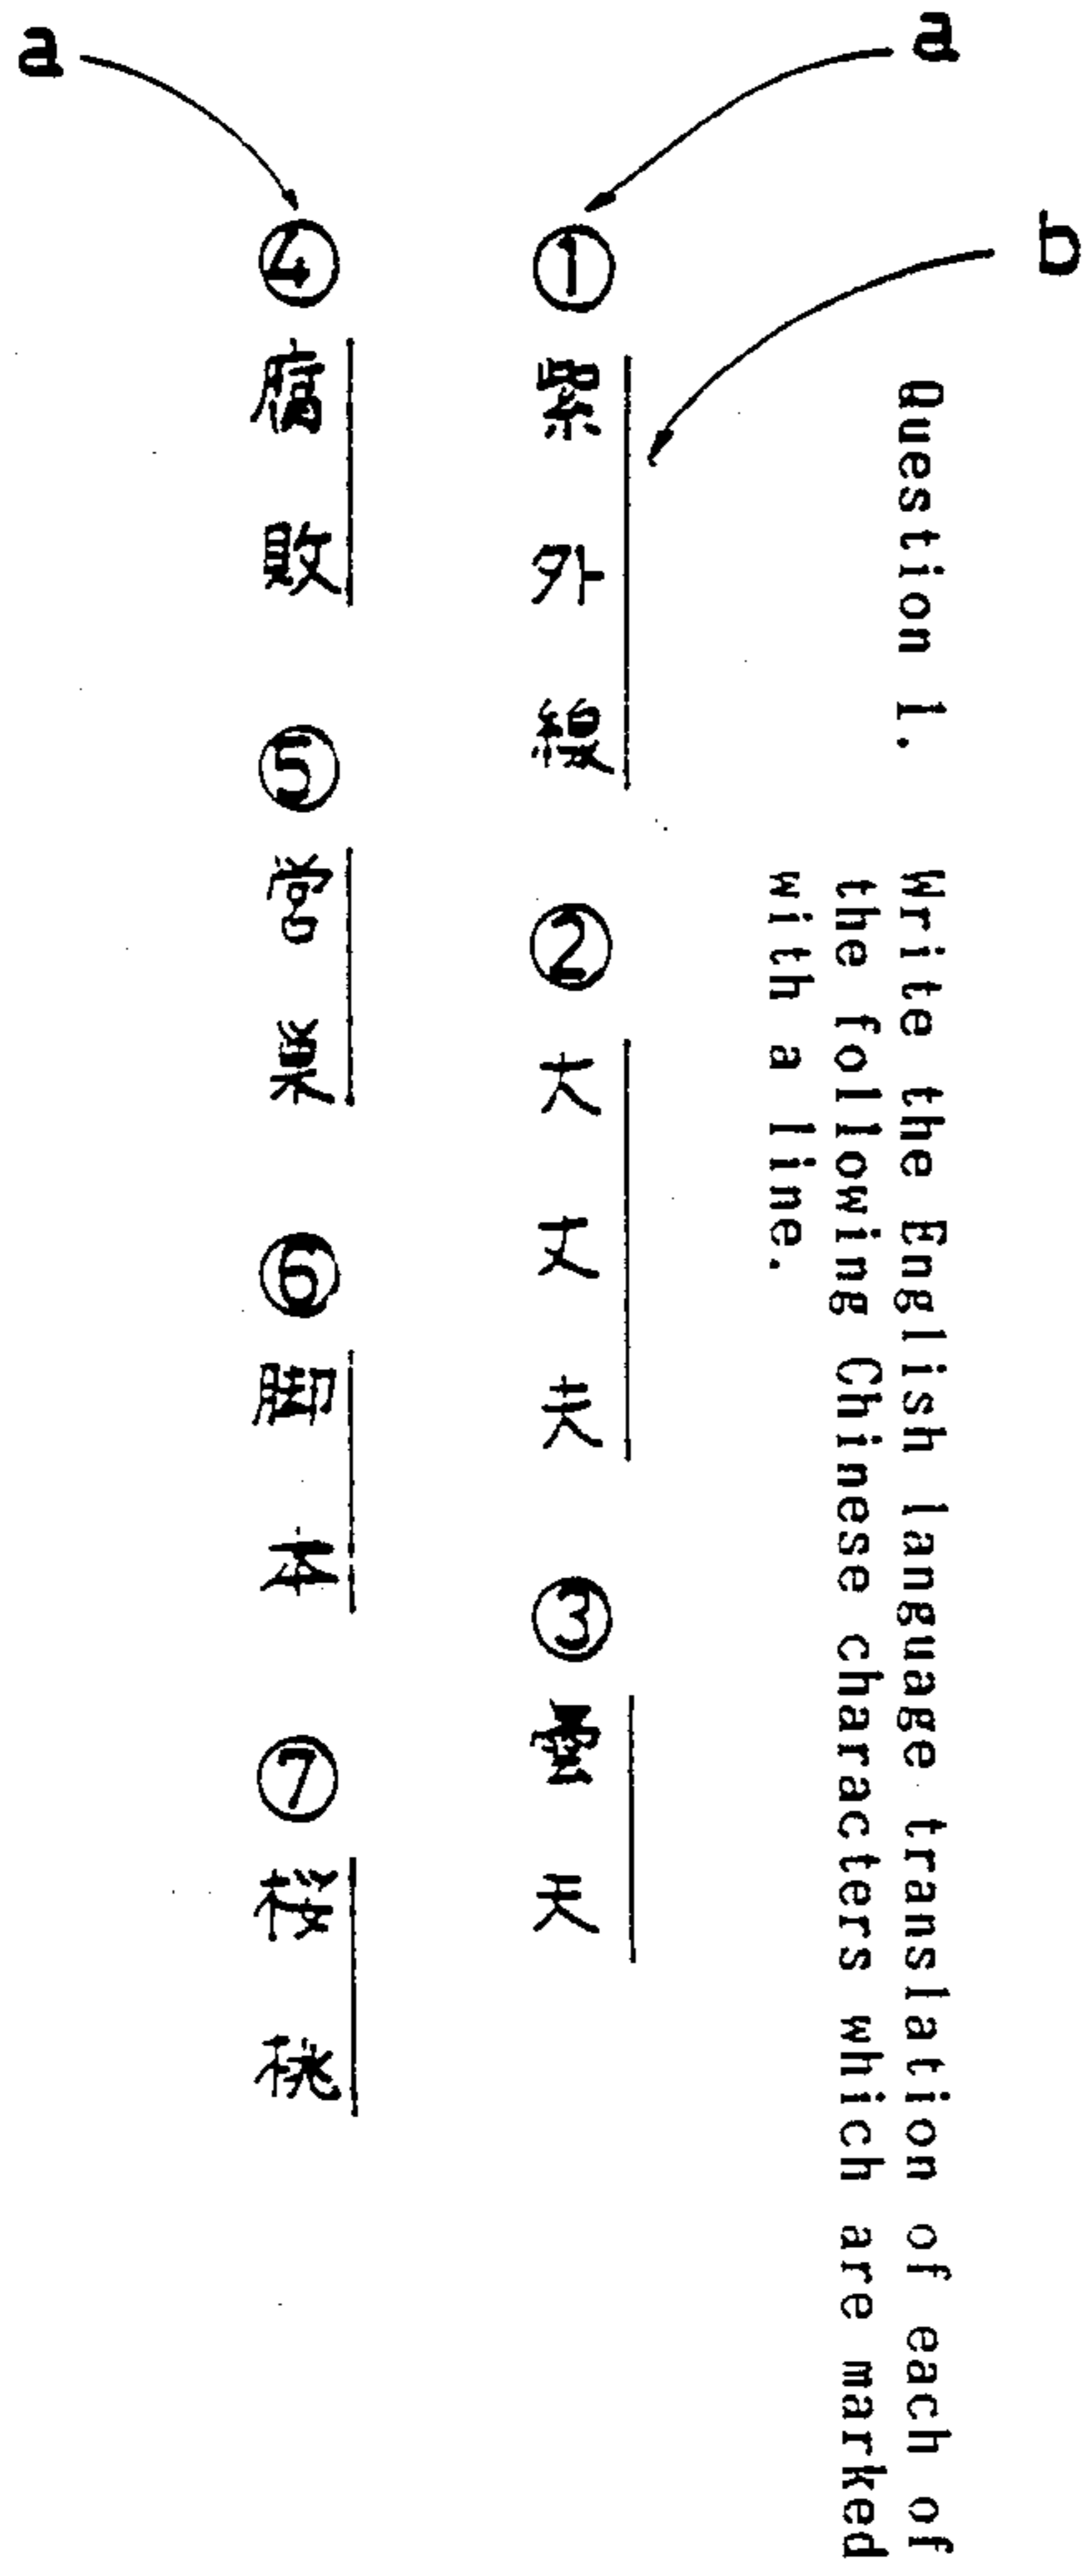 a
a
b
Question 1. Write the English language translation of each of
the following Chinese characters which are marked
with a line.
①紫外線 ②大丈夫 ③曇天
④腐敗 ⑤営巣 ⑥脚本 ⑦桜桃